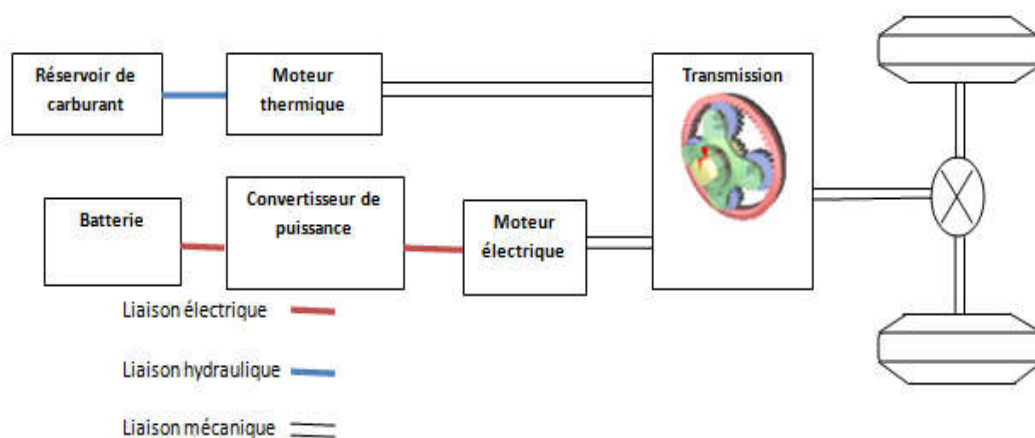 Réservoir de
carburant
Moteur
thermique
Transmission
Batterie
Convertisseur de
puissance
Moteur
électrique
Liaison électrique
Liaison hydraulique
Liaison mécanique